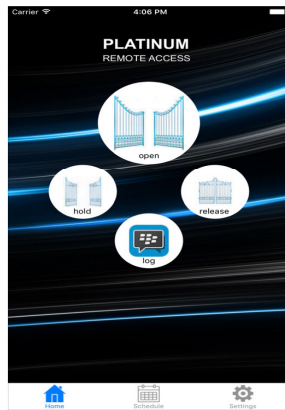 Carrier 4:06 PM
PLATINUM
REMOTE ACCESS
open
hold release
log
Home Schedule Settings